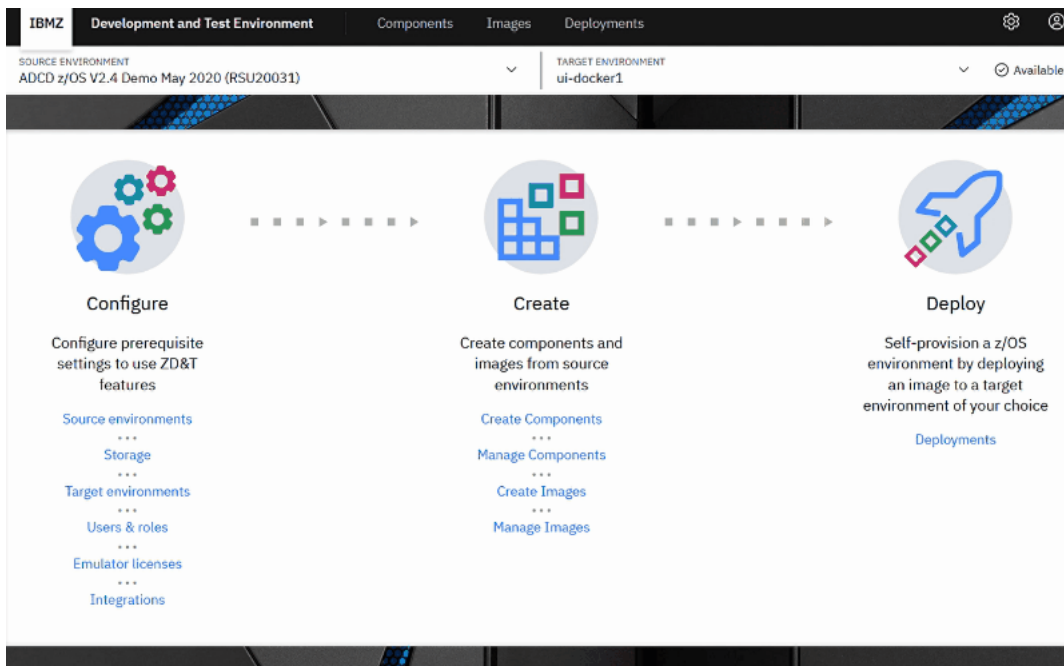 IBMZ Development and Test Environment Components Images Deployments
SOURCE ENVIRONMENT
ADCD z/OS V2.4 Demo May 2020 (RSU20031)
TARGET ENVIRONMENT
ui-docker1
Available
Configure
Configure prerequisite
settings to use ZD&T
features
Source environments
Storage
Target environments
Users & roles
Emulator licenses
Integrations
Create
Create components and
images from source
environments
Create Components
Manage Components
Create Images
Manage Images
Deploy
Self-provision a z/OS
environment by deploying
an image to a target
environment of your choice
Deployments